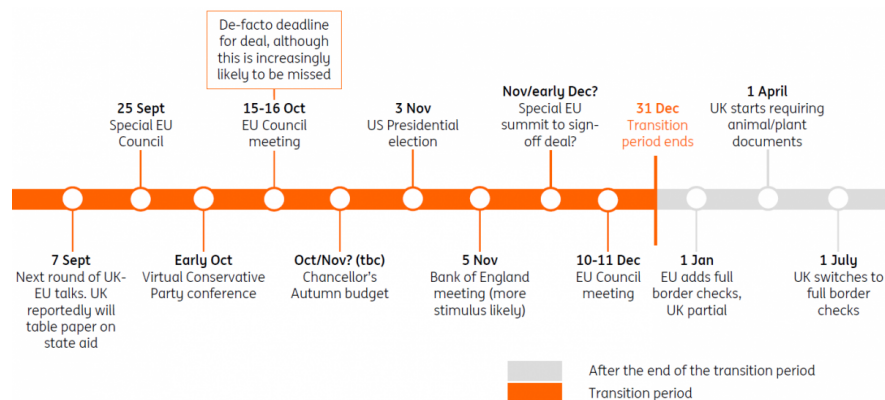 De-facto deadline
for deal, although
this is increasingly
likely to be missed
25 Sept
Special EU
Council
15-16 Oct
EU Council
meeting
3 Nov
US Presidential
election
Nov/early Dec?
Special EU
summit to sign-
off deal?
31 Dec
Transition
period ends
1 April
UK starts requiring
animal/plant
documents
7 Sept
Next round of UK-
EU talks. UK
reportedly will
table paper on
state aid
Early Oct
Virtual Conservative
Party conference
Oct/Nov? (tbc)
Chancellor's
Autumn budget
5 Nov
Bank of England
meeting (more
stimulus likely)
10-11 Dec
EU Council
meeting
1 Jan
EU adds full
border checks,
UK partial
1 July
UK switches to
full border
checks
After the end of the transition period
Transition period